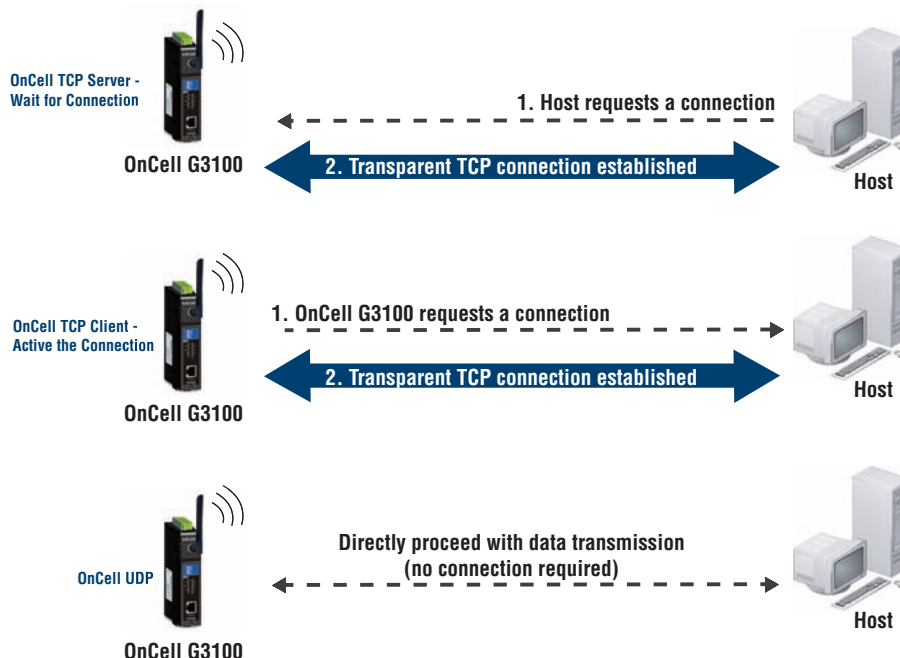 OnCell TCP Server -
Wait for Connection
OnCell G3100
1. Host requests a connection
2. Transparent TCP connection established
Host
OnCell TCP Client -
Active the Connection
OnCell G3100
1. OnCell G3100 requests a connection
2. Transparent TCP connection established
Host
OnCell UDP
OnCell G3100
Directly proceed with data transmission
(no connection required)
Host